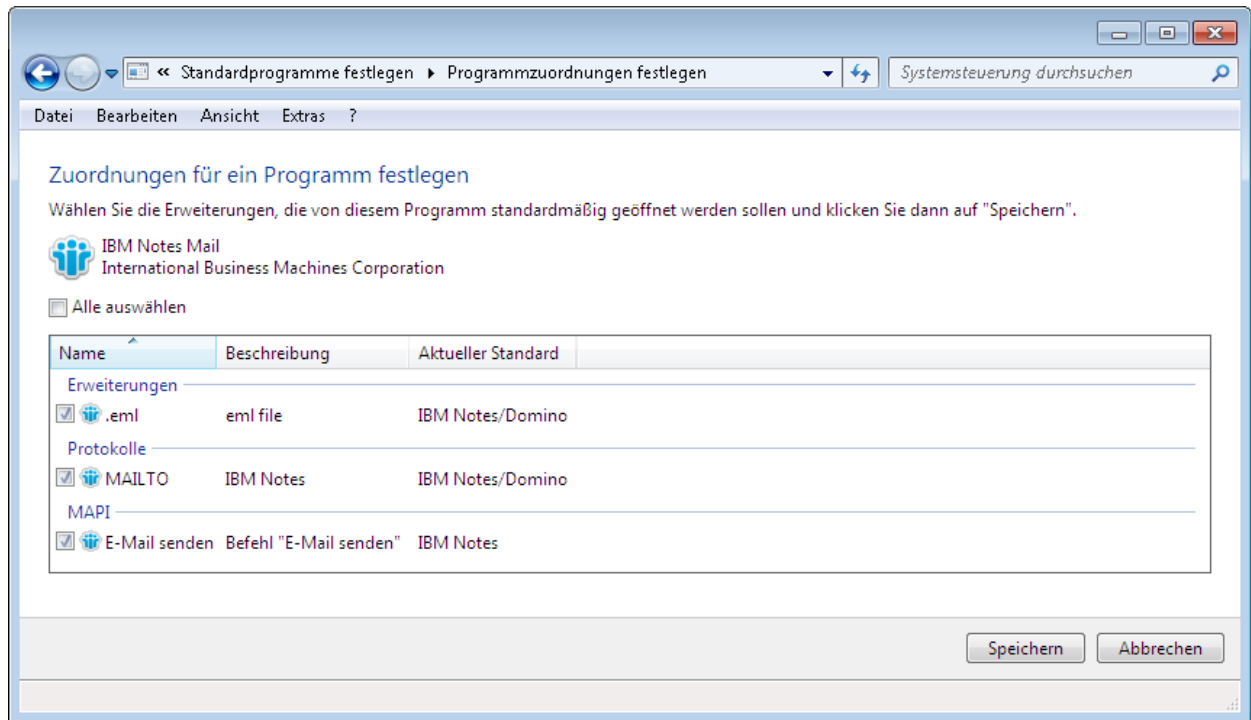 « Standardprogramme festlegen ▸ Programmzuordnungen festlegen Systemsteuerung durchsuchen
Datei Bearbeiten Ansicht Extras ?
Zuordnungen für ein Programm festlegen
Wählen Sie die Erweiterungen, die von diesem Programm standardmäßig geöffnet werden sollen und klicken Sie dann auf "Speichern".
IBM Notes Mail
International Business Machines Corporation
Alle auswählen
Name Beschreibung Aktueller Standard
Erweiterungen
.eml eml file IBM Notes/Domino
Protokolle
MAILTO IBM Notes IBM Notes/Domino
MAPI
E-Mail senden Befehl "E-Mail senden" IBM Notes
Speichern Abbrechen